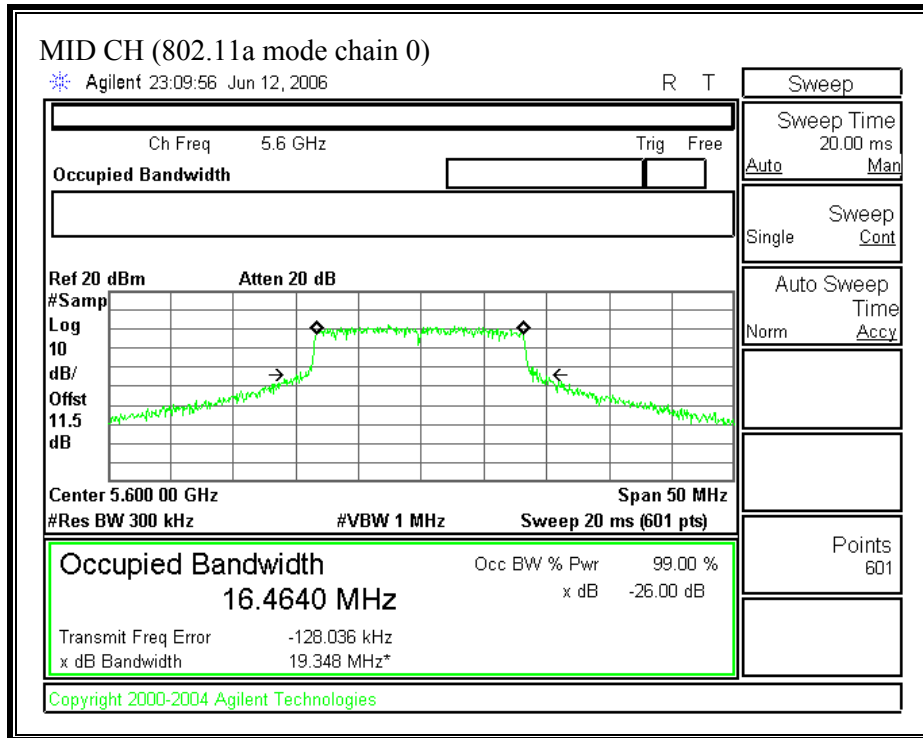 MID CH (802.11a mode chain 0)
Agilent 23:09:56 Jun 12, 2006 R T
Sweep
Ch Freq 5.6 GHz Trig Free
Occupied Bandwidth
Sweep Time
20.00 ms
Auto Man
Sweep
Single Cont
Auto Sweep
Time
Norm Accy
Ref 20 dBm Atten 20 dB
#Samp
Log
10
dB/
Offst
11.5
dB
Center 5.600 00 GHz Span 50 MHz
#Res BW 300 kHz #VBW 1 MHz Sweep 20 ms (601 pts)
Points
601
Occupied Bandwidth Occ BW % Pwr 99.00 %
16.4640 MHz x dB -26.00 dB
Transmit Freq Error -128.036 kHz
x dB Bandwidth 19.348 MHz*
Copyright 2000-2004 Agilent Technologies